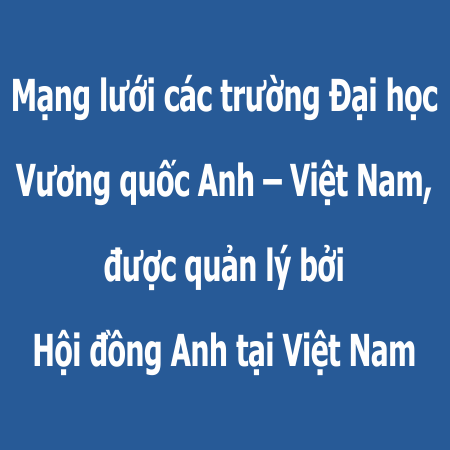 Mạng lưới các trường Đại học
Vương quốc Anh – Việt Nam,
được quản lý bởi
Hội đồng Anh tại Việt Nam